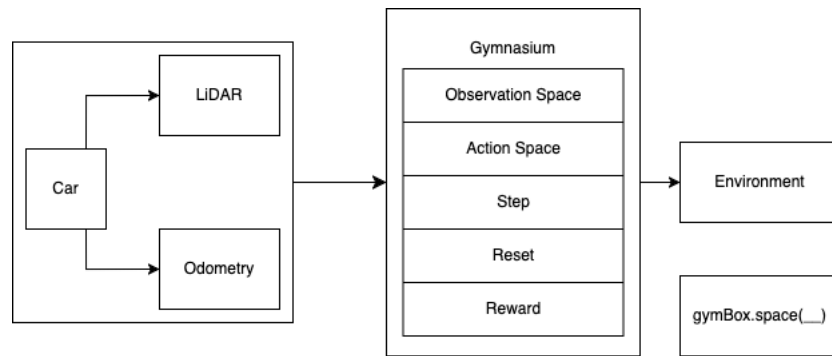 Gymnasium
LiDAR
Observation Space
Action Space
Car
Environment
Step
Odometry
Reset
Reward
gymBox.space(__)